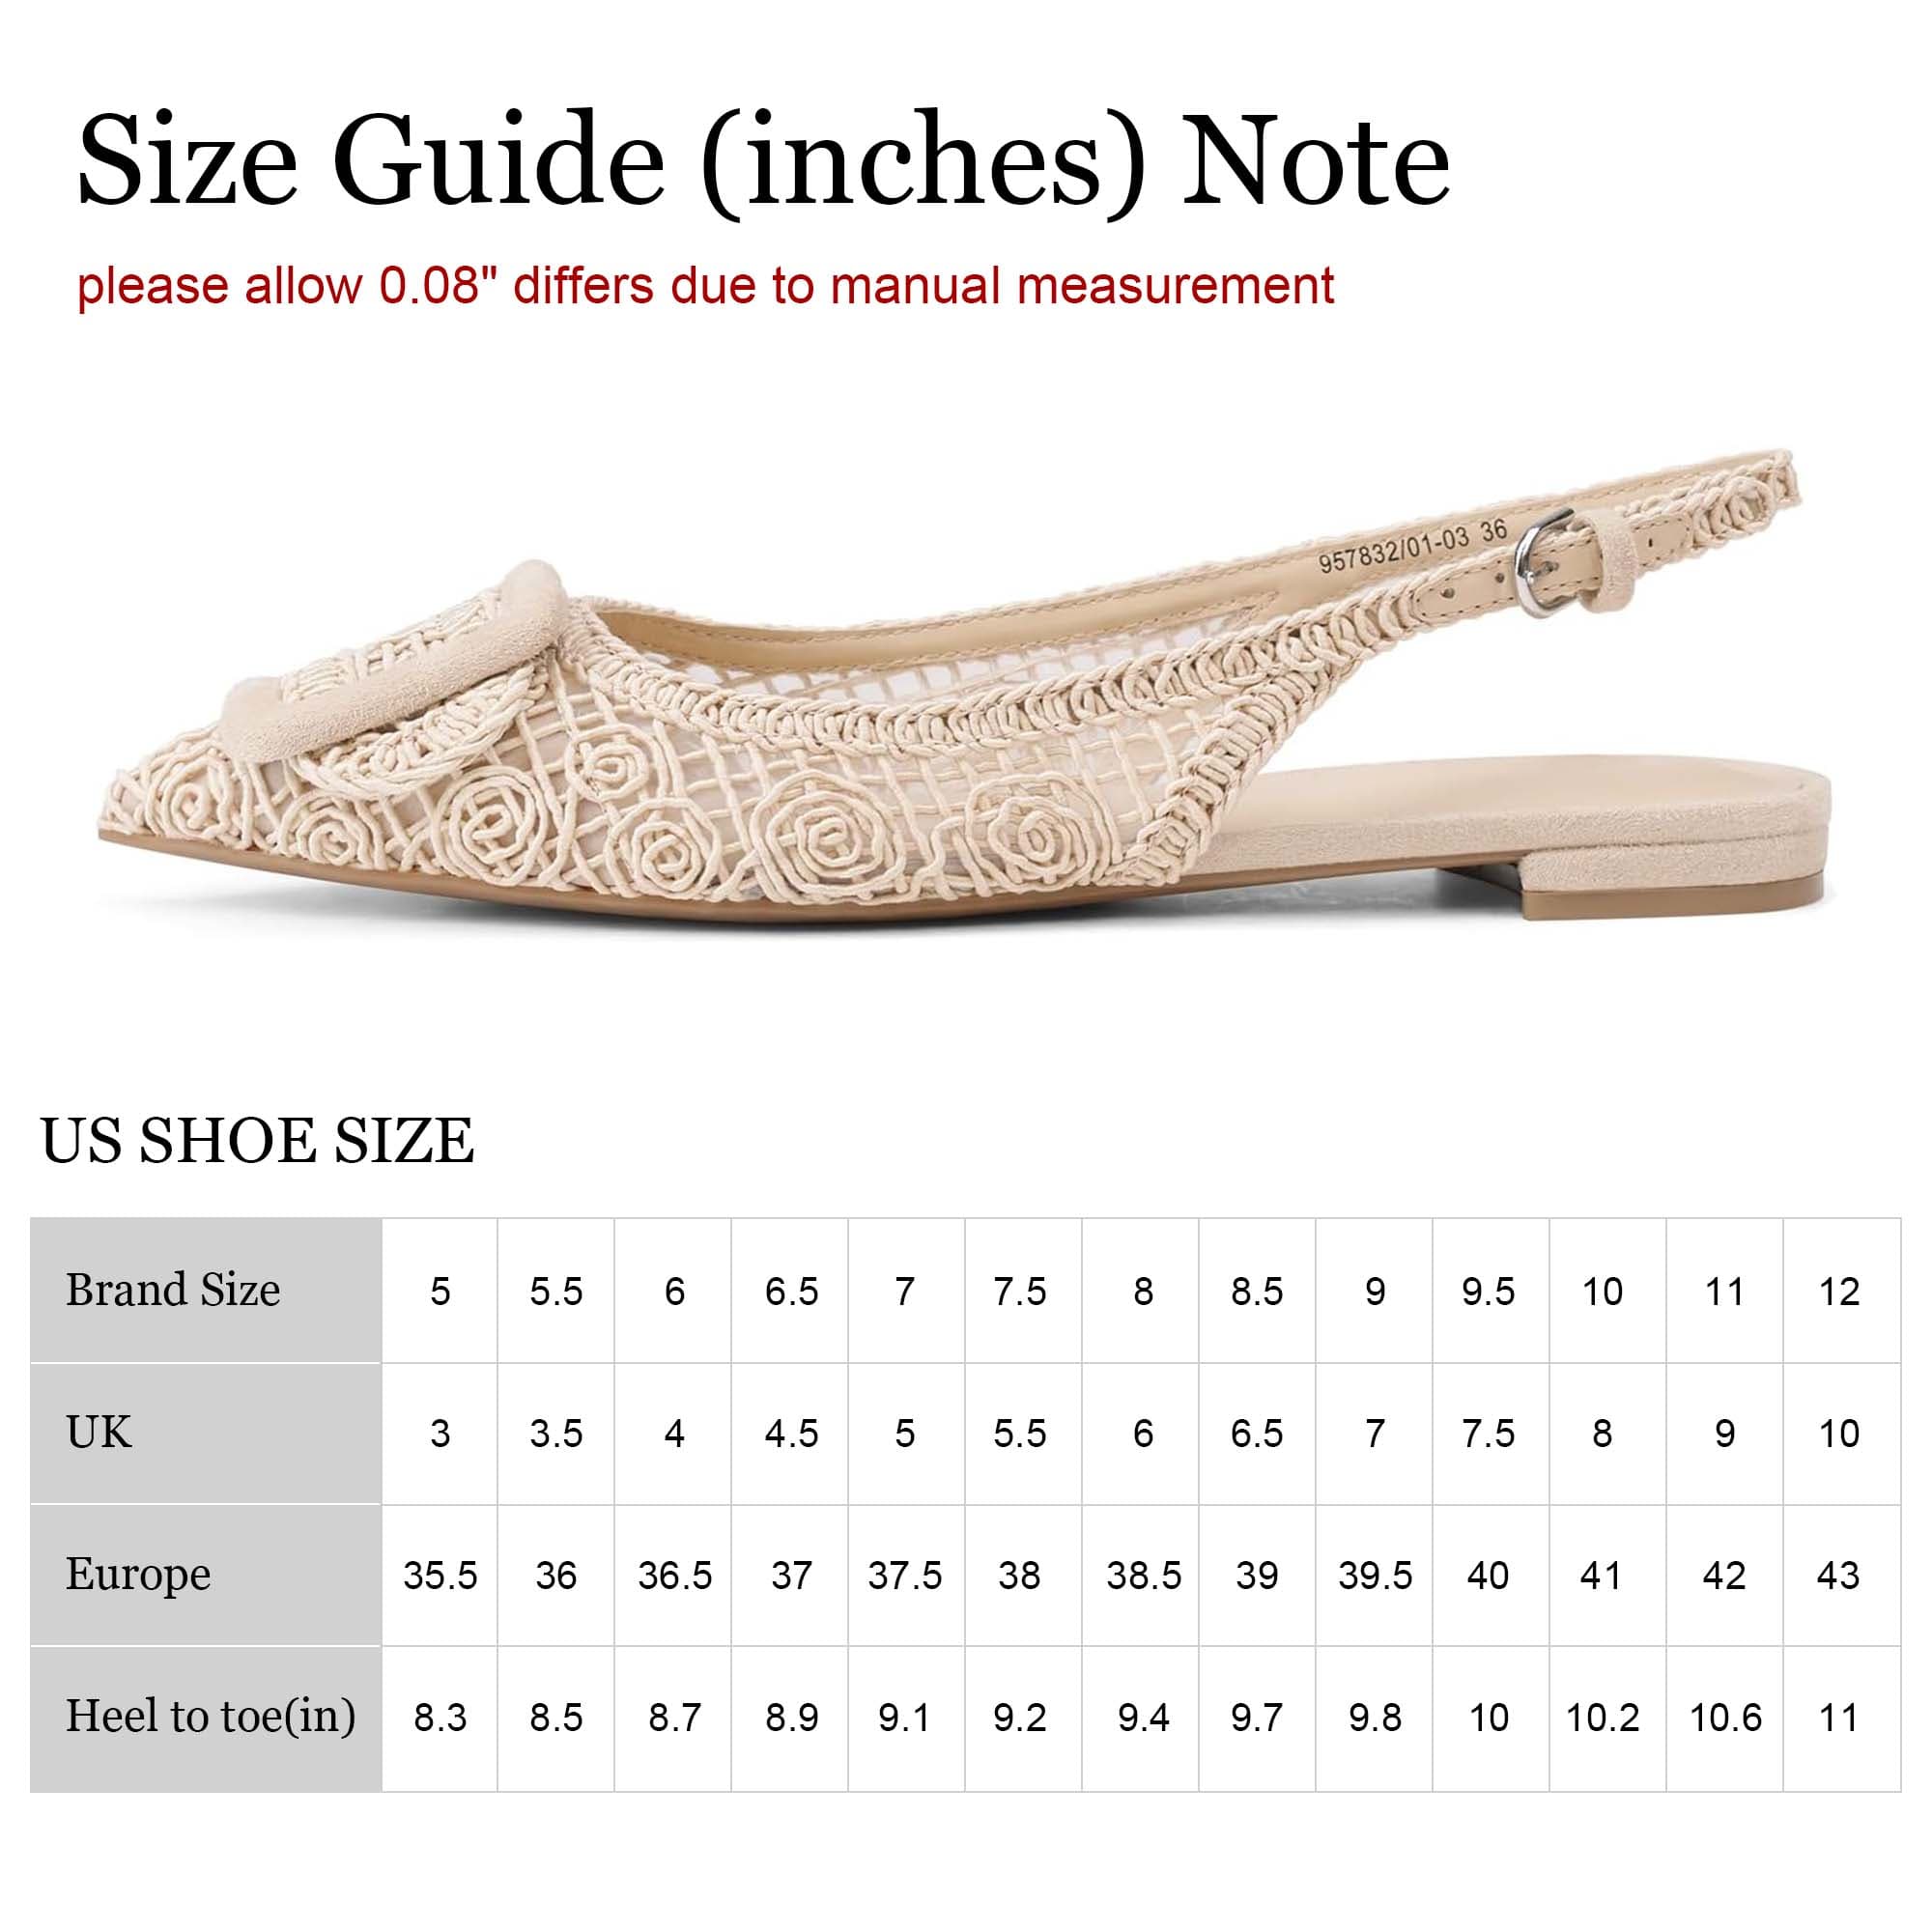 Size Guide (inches) Note
please allow 0.08" differs due to manual measurement
957832/01-03 36
US SHOE SIZE
Brand Size 5 5.5 6 6.5 7 7.5 8 8.5 9 9.5 10 11 12
UK 3 3.5 4 4.5 5 5.5 6 6.5 7 7.5 8 9 10
Europe 35.5 36 36.5 37 37.5 38 38.5 39 39.5 40 41 42 43
Heel to toe(in) 8.3 8.5 8.7 8.9 9.1 9.2 9.4 9.7 9.8 10 10.2 10.6 11